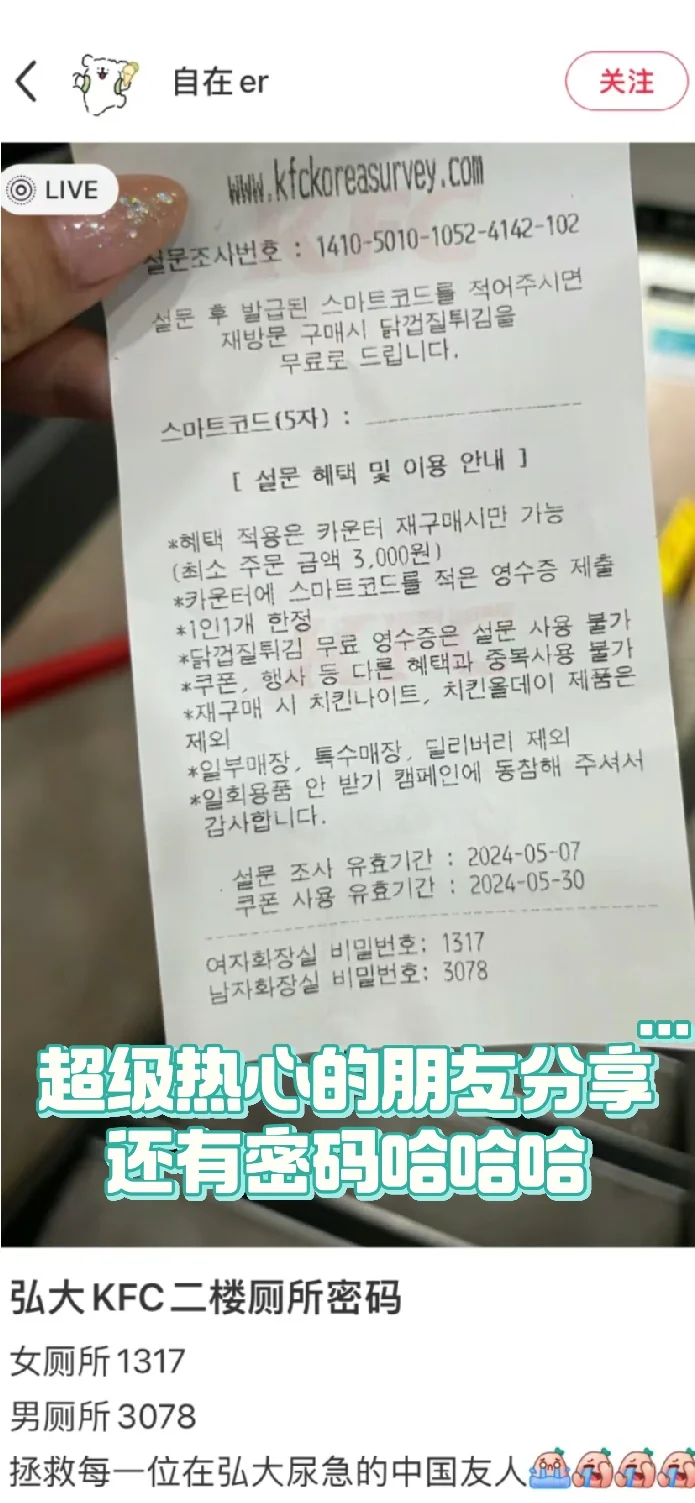 自在er
关注
LIVE
www.kfckoreasurvey.com
설문조사번호 : 1410-5010-1052-4142-102
설문 후 발급된 스마트코드를 적어주시면
재방문 구매시 닭껍질튀김을
무료로 드립니다.
스마트코드(5자) :
[ 설문 혜택 및 이용 안내 ]
*혜택 적용은 카운터 재구매시만 가능
(최소 주문 금액 3,000원)
*카운터에 스마트코드를 적은 영수증 제출
*1인1개 한정
*닭껍질튀김 무료 영수증은 설문 사용 불가
*쿠폰, 행사 등 다른 혜택과 중복사용 불가
*재구매 시 치킨나이트, 치킨올데이 제품은
제외
*일부매장, 특수매장, 딜리버리 제외
*일회용품 안 받기 캠페인에 동참해 주셔서
감사합니다.
설문 조사 유효기간 : 2024-05-07
쿠폰 사용 유효기간 : 2024-05-30
여자화장실 비밀번호: 1317
남자화장실 비밀번호: 3078
超级热心的朋友分享
还有密码哈哈哈
弘大KFC二楼厕所密码
女厕所1317
男厕所3078
拯救每一位在弘大尿急的中国友人